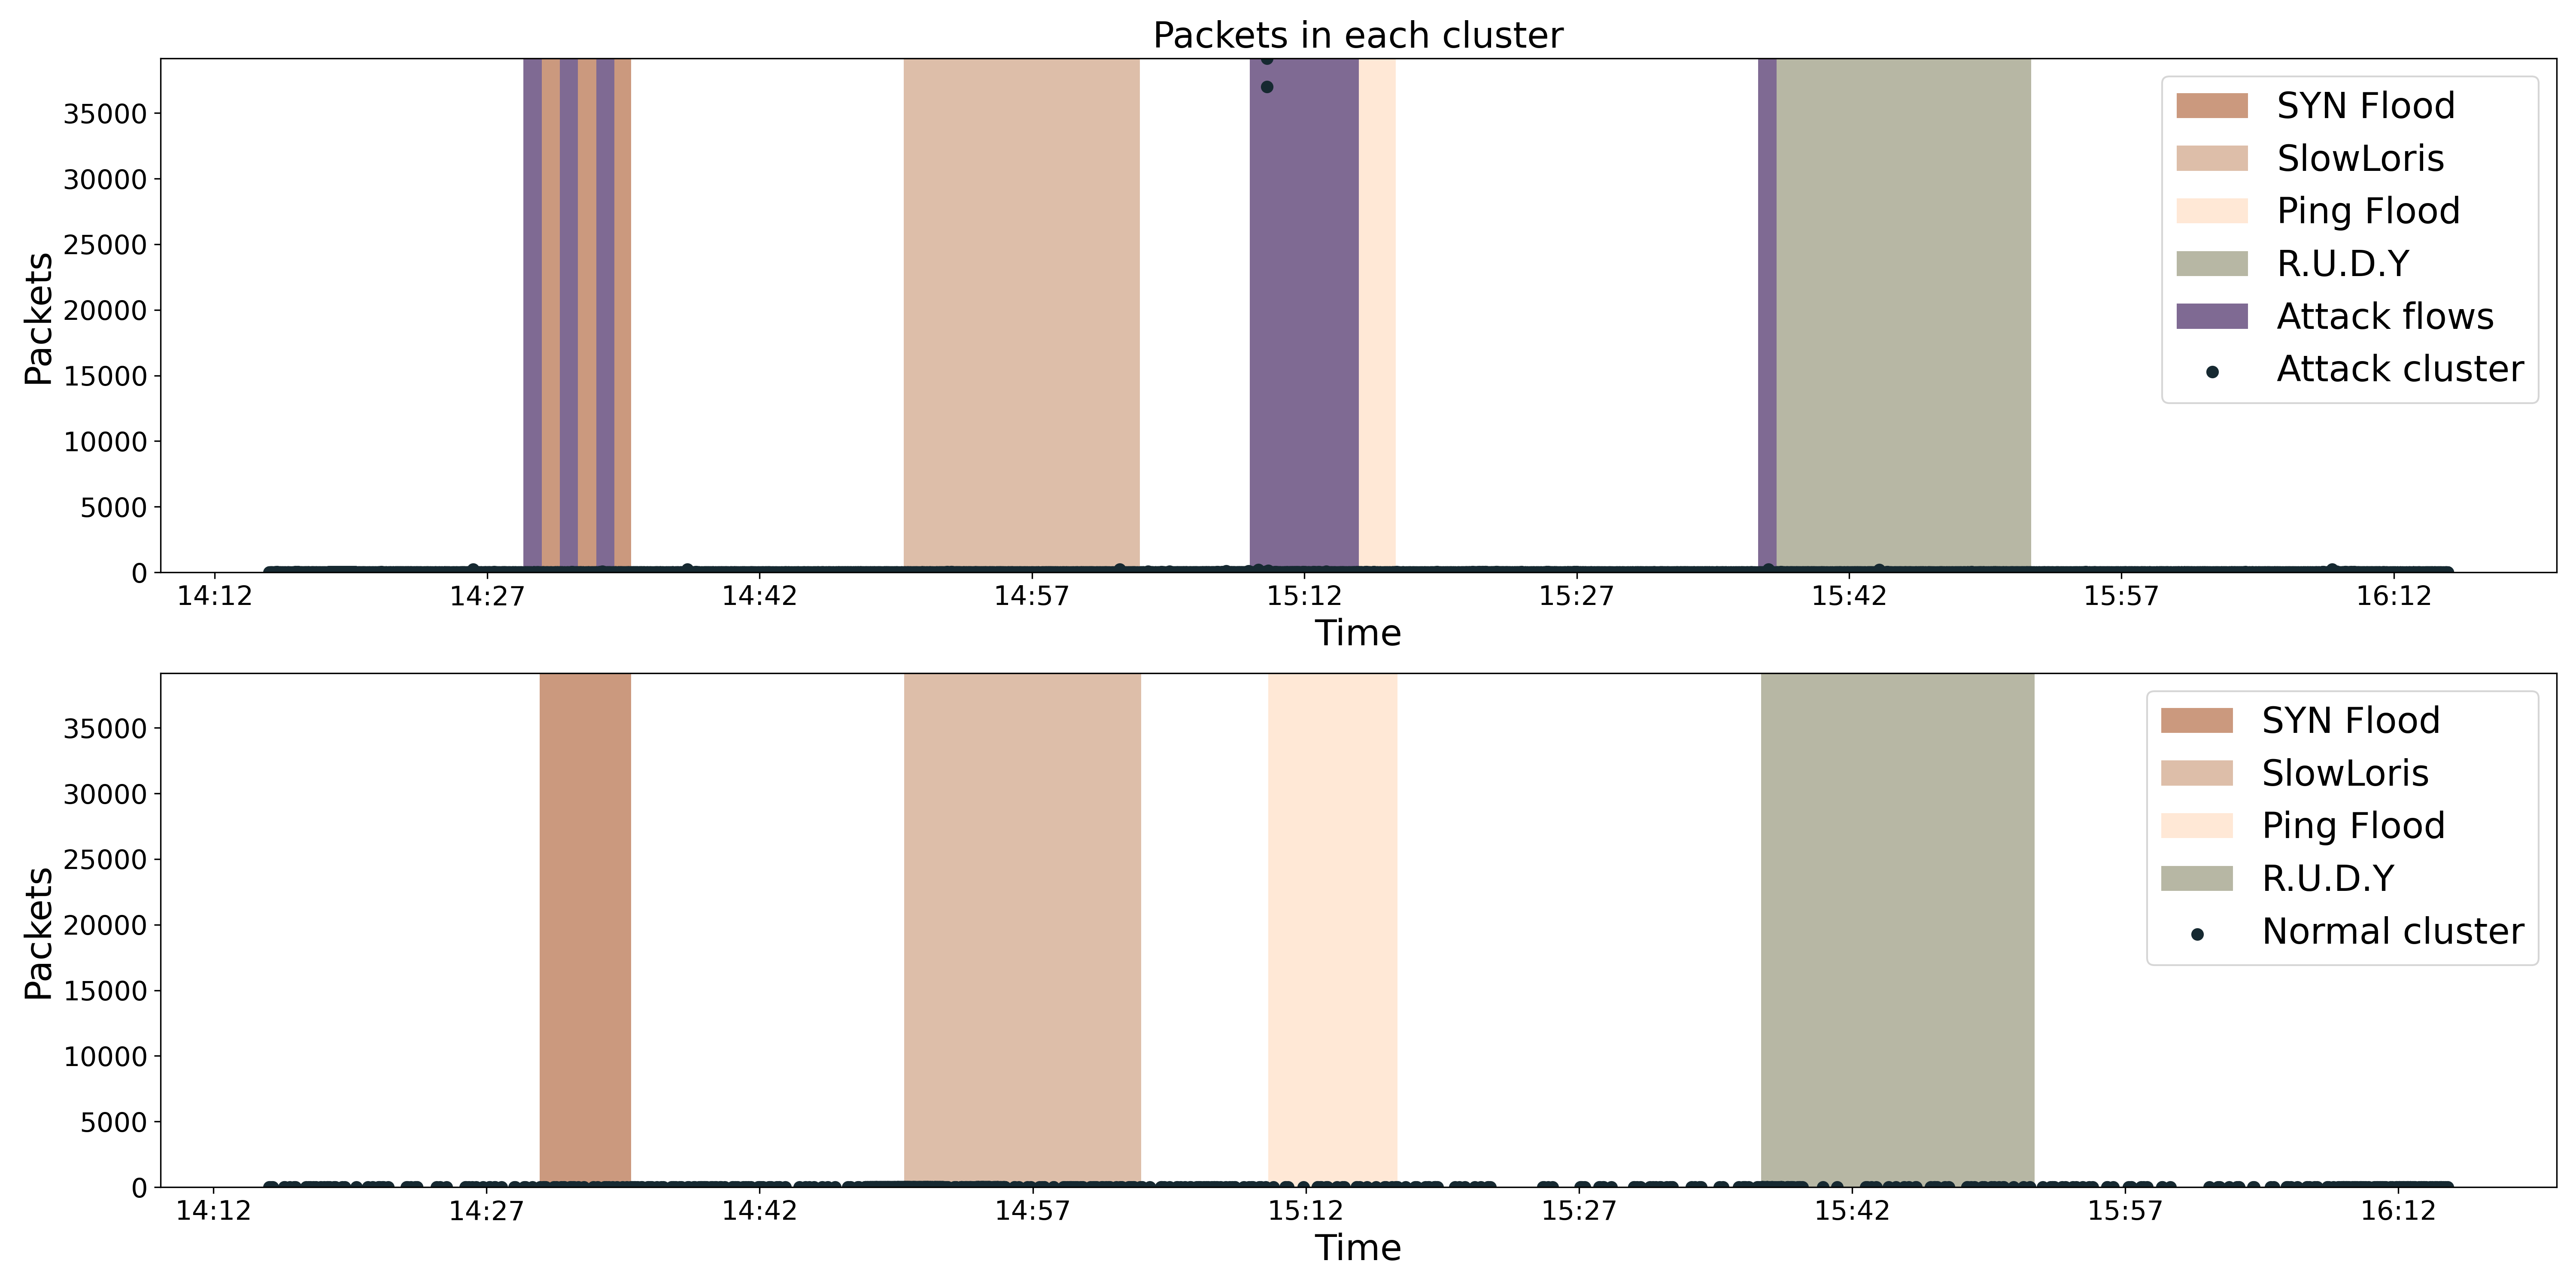 Packets in each cluster
35000
30000
25000
20000
15000
10000
5000
0
Packets
SYN Flood
SlowLoris
Ping Flood
R.U.D.Y
Attack flows
Attack cluster
14:12 14:27 14:42 14:57 15:12 15:27 15:42 15:57 16:12
Time
35000
30000
25000
20000
15000
10000
5000
0
Packets
SYN Flood
SlowLoris
Ping Flood
R.U.D.Y
Normal cluster
14:12 14:27 14:42 14:57 15:12 15:27 15:42 15:57 16:12
Time